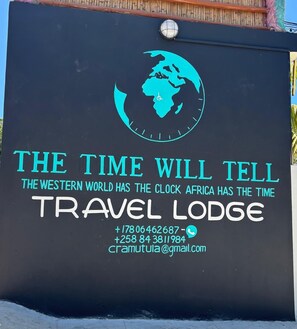 THE TIME WILL TELL
THE WESTERN WORLD HAS THE CLOCK AFRICA HAS THE TIME
TRAVEL LODGE
+17806462687-
+258 843811984
cramutula@gmail.com